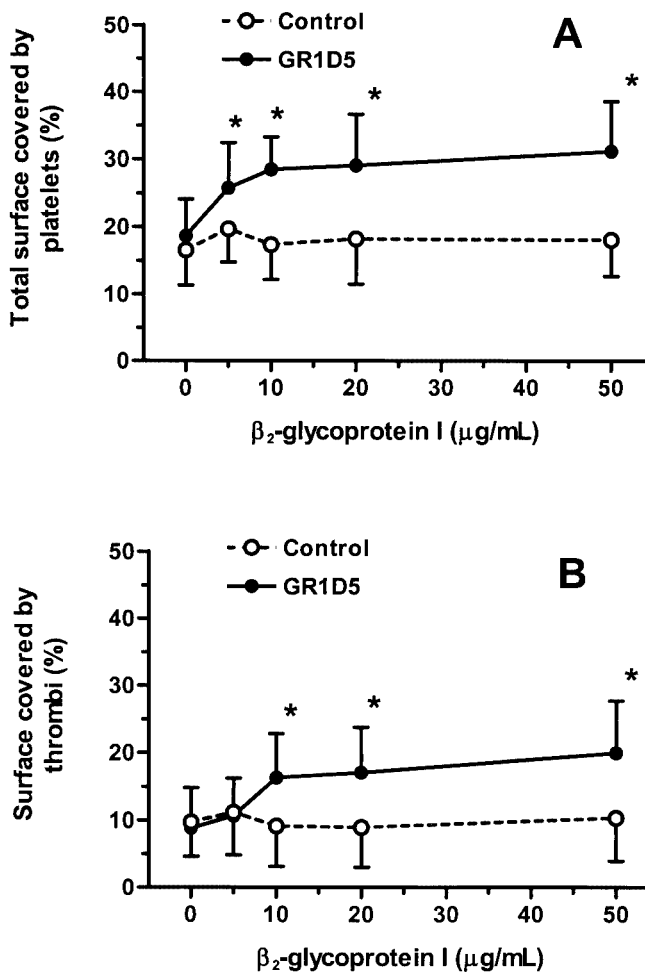 Control
GR1D5
A
Total surface covered by
platelets (%)
50
40
30
20
10
0
* * * *
0 10 20 30 40 50
β₂-glycoprotein I (μg/mL)
Control
GR1D5
B
Surface covered by
thrombi (%)
50
40
30
20
10
0
* * *
0 10 20 30 40 50
β₂-glycoprotein I (μg/mL)